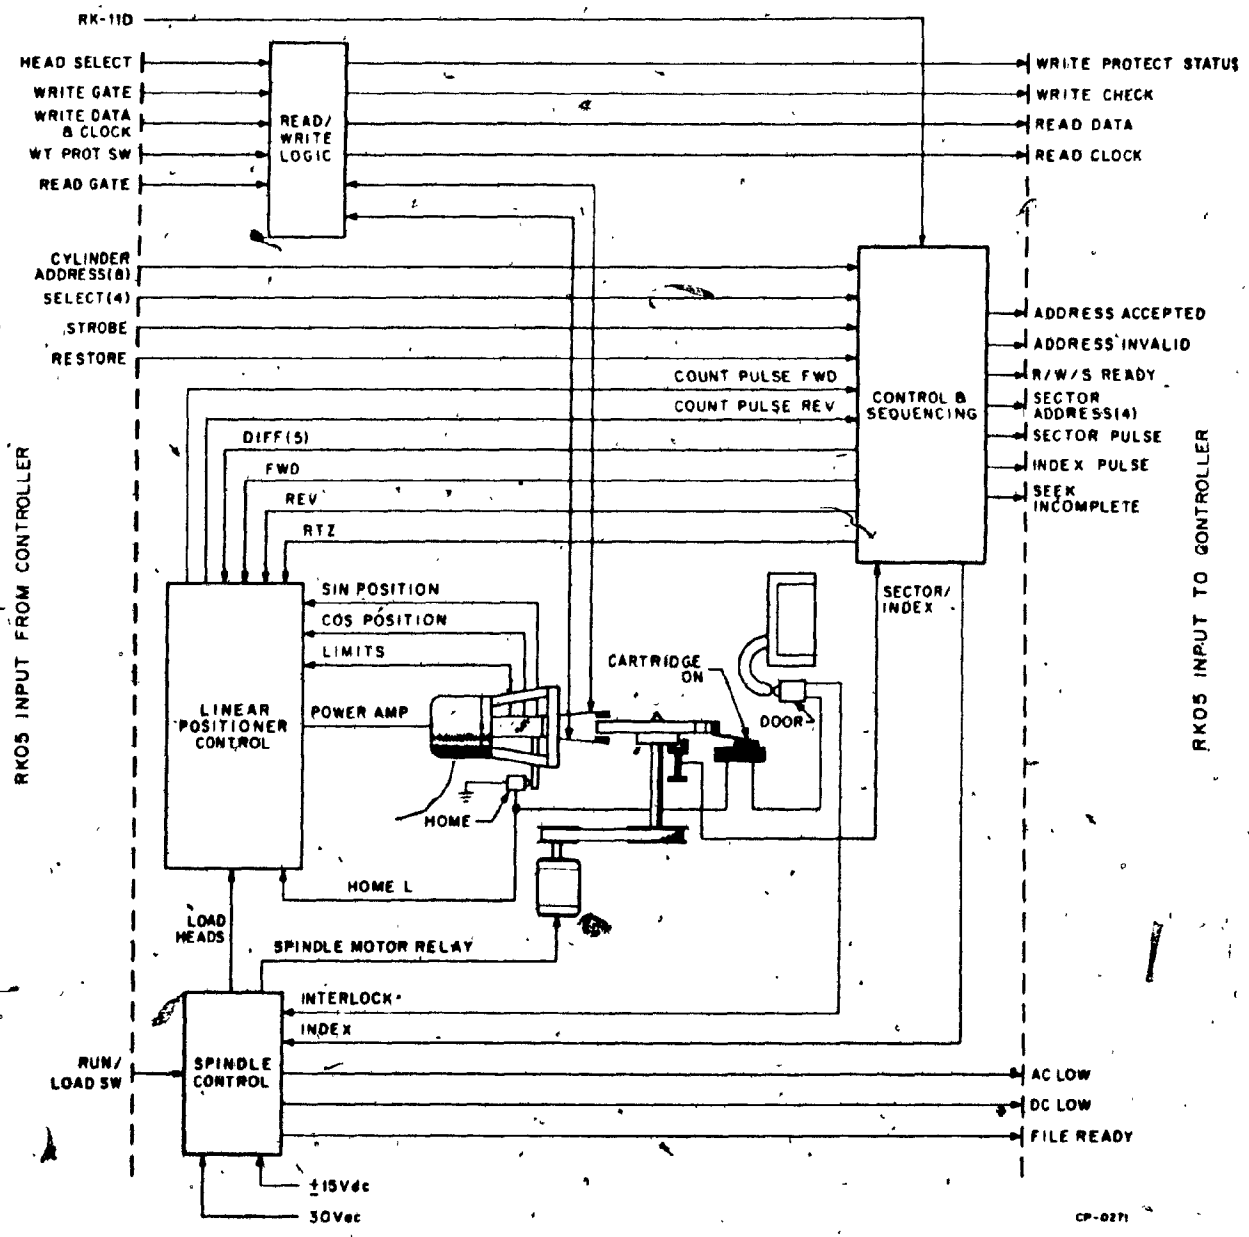 RK-11D
HEAD SELECT
WRITE GATE
WRITE DATA
& CLOCK
WT PROT SW
READ GATE
READ/
WRITE
LOGIC
WRITE PROTECT STATUS
WRITE CHECK
READ DATA
READ CLOCK
CYLINDER
ADDRESS(8)
SELECT(4)
STROBE
RESTORE
COUNT PULSE FWD
COUNT PULSE REV
DIFF(5)
FWD
REV
RTZ
CONTROL &
SEQUENCING
ADDRESS ACCEPTED
ADDRESS INVALID
R/W/S READY
SECTOR
ADDRESS(4)
SECTOR PULSE
INDEX PULSE
SEEK
INCOMPLETE
RK05 INPUT FROM CONTROLLER
RK05 INPUT TO CONTROLLER
SIN POSITION
COS POSITION
LIMITS
POWER AMP
LINEAR
POSITIONER
CONTROL
SECTOR/
INDEX
CARTRIDGE
ON
DOOR
HOME
HOME L
LOAD
HEADS
SPINDLE MOTOR RELAY
INTERLOCK
INDEX
RUN/
LOAD SW
SPINDLE
CONTROL
AC LOW
DC LOW
FILE READY
±15Vdc
30Vac
CP-0271